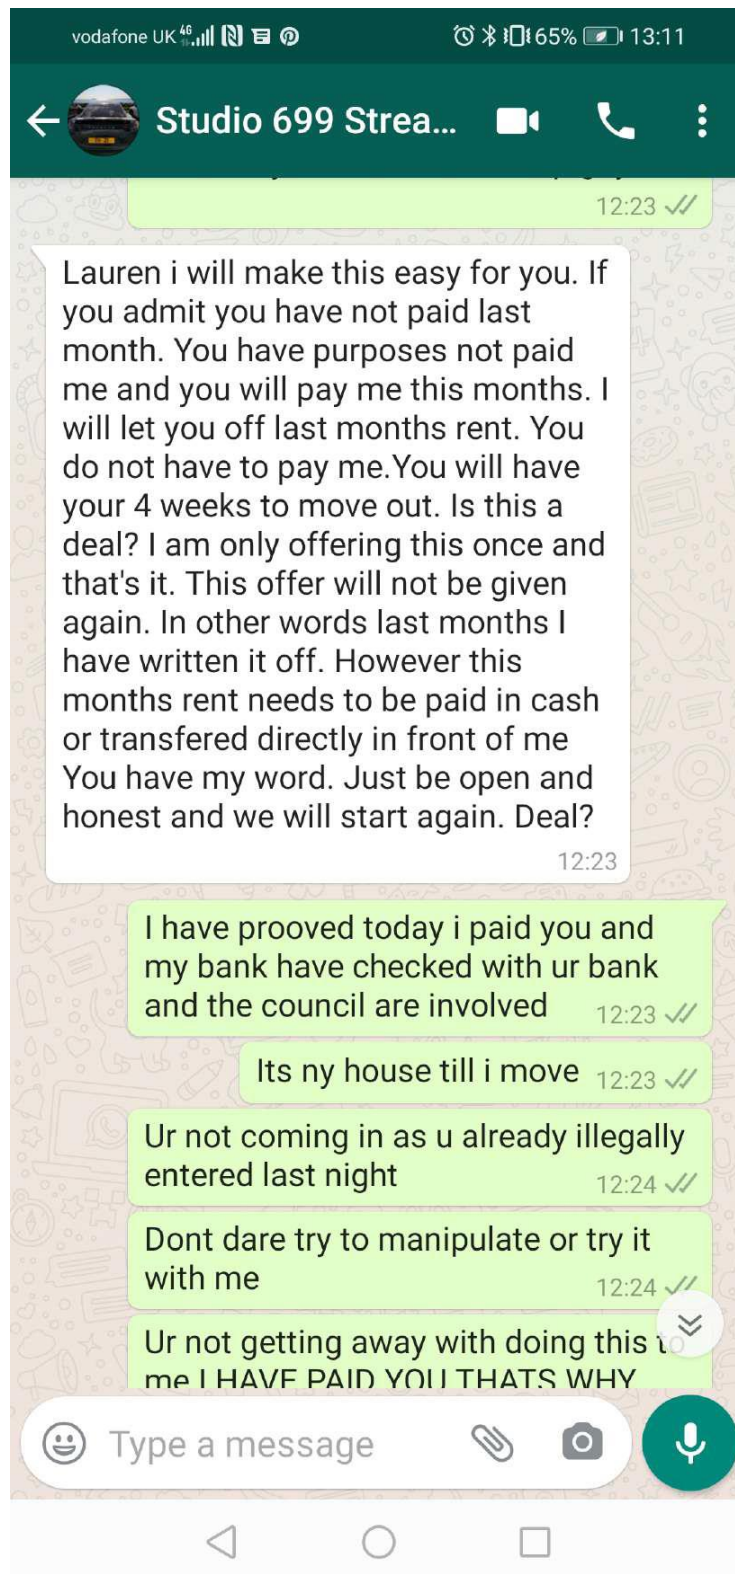 vodafone UK 4G 65% 13:11
Studio 699 Strea...
12:23
Lauren i will make this easy for you. If
you admit you have not paid last
month. You have purposes not paid
me and you will pay me this months. I
will let you off last months rent. You
do not have to pay me.You will have
your 4 weeks to move out. Is this a
deal? I am only offering this once and
that's it. This offer will not be given
again. In other words last months I
have written it off. However this
months rent needs to be paid in cash
or transfered directly in front of me
You have my word. Just be open and
honest and we will start again. Deal?
12:23
I have prooved today i paid you and
my bank have checked with ur bank
and the council are involved 12:23
Its ny house till i move 12:23
Ur not coming in as u already illegally
entered last night 12:24
Dont dare try to manipulate or try it
with me 12:24
Ur not getting away with doing this to
me I HAVE PAID YOU THATS WHY
Type a message